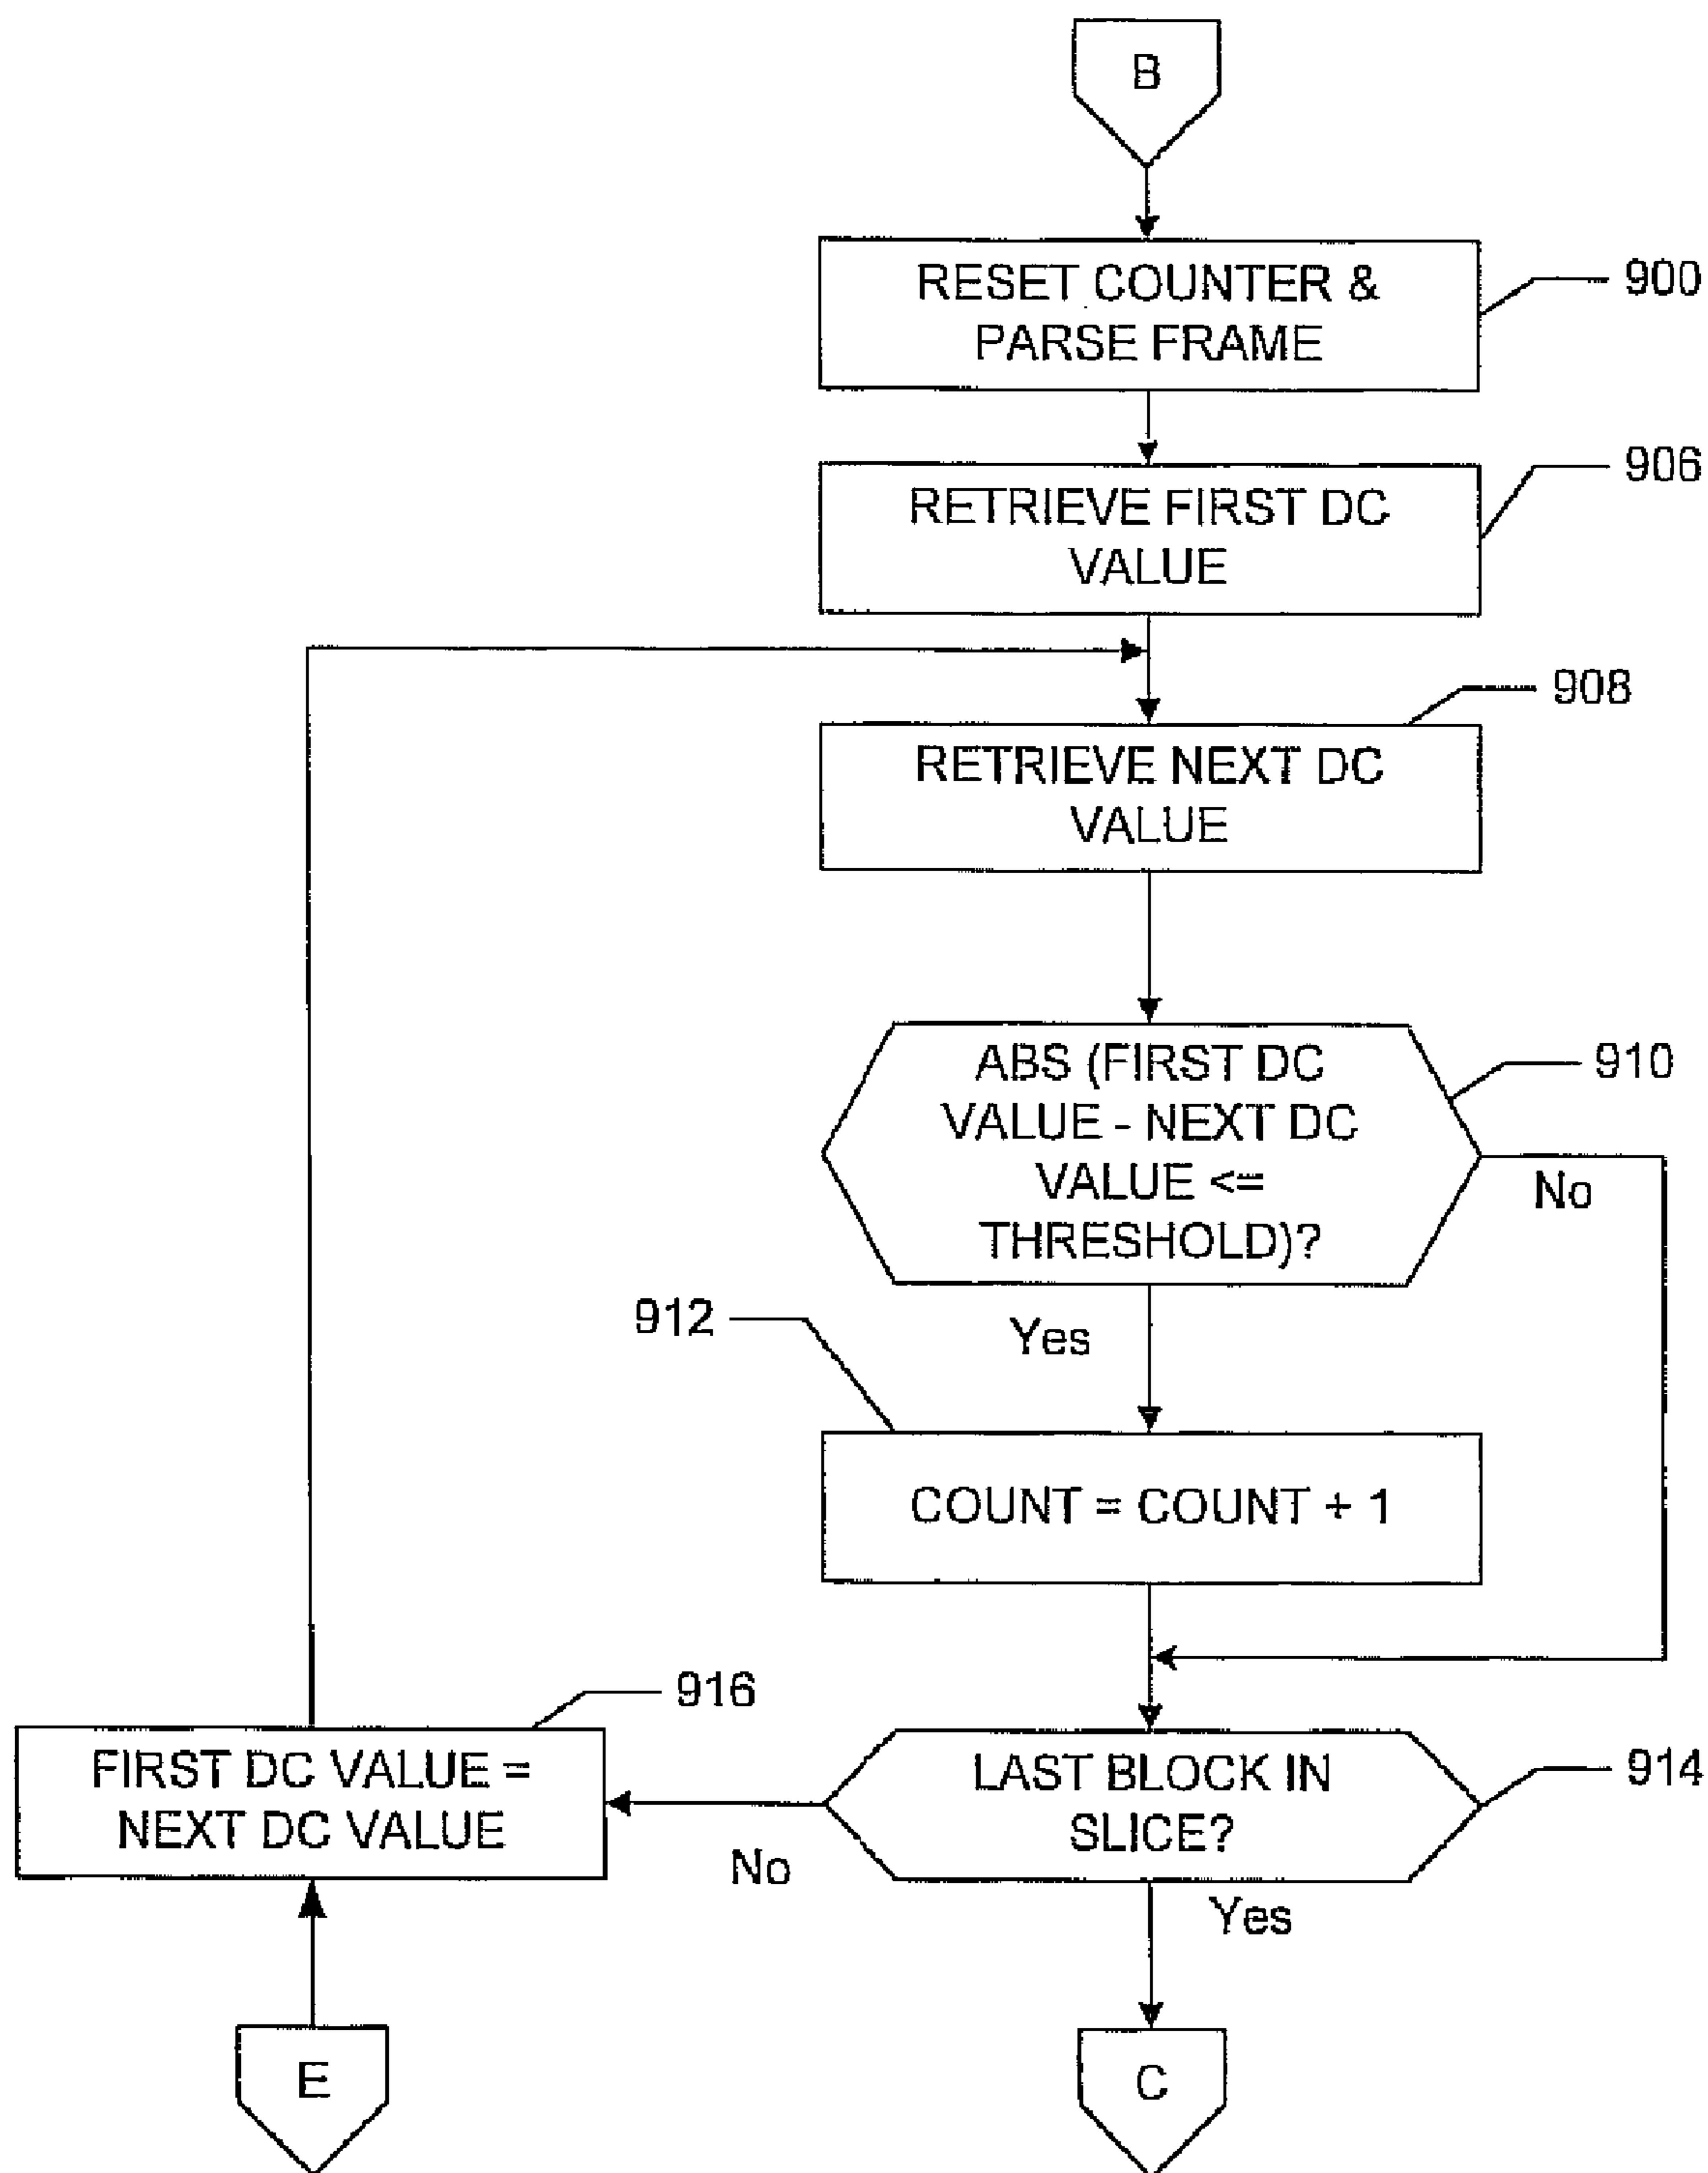 B
RESET COUNTER &
PARSE FRAME
900
RETRIEVE FIRST DC
VALUE
906
RETRIEVE NEXT DC
VALUE
908
ABS (FIRST DC
VALUE - NEXT DC
VALUE <=
THRESHOLD)?
910
No
Yes
912
COUNT = COUNT + 1
916
FIRST DC VALUE =
NEXT DC VALUE
LAST BLOCK IN
SLICE?
914
No
Yes
E
C